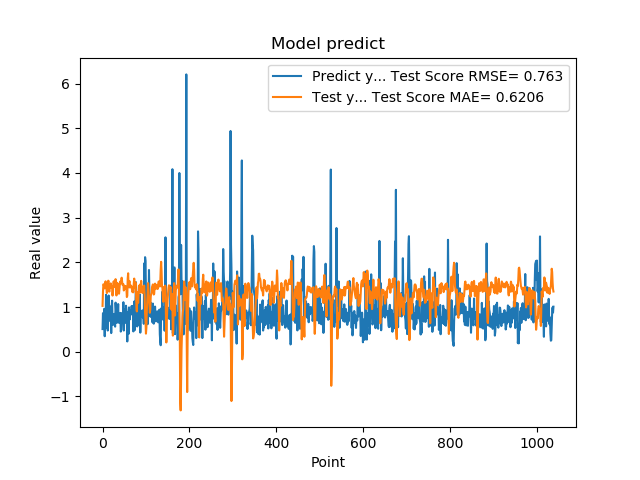 Model predict
Predict y... Test Score RMSE= 0.763
Test y... Test Score MAE= 0.6206
Real value
6
5
4
3
2
1
0
−1
0 200 400 600 800 1000
Point